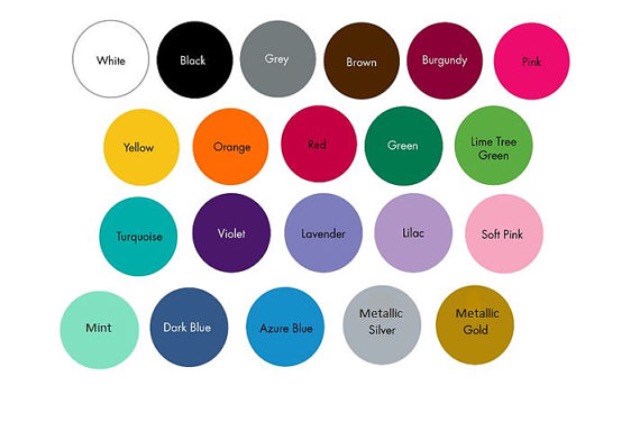 White
Black
Grey
Brown
Burgundy
Pink
Yellow
Orange
Red
Green
Lime Tree
Green
Turquoise
Violet
Lavender
Lilac
Soft Pink
Mint
Dark Blue
Azure Blue
Metallic
Silver
Metallic
Gold